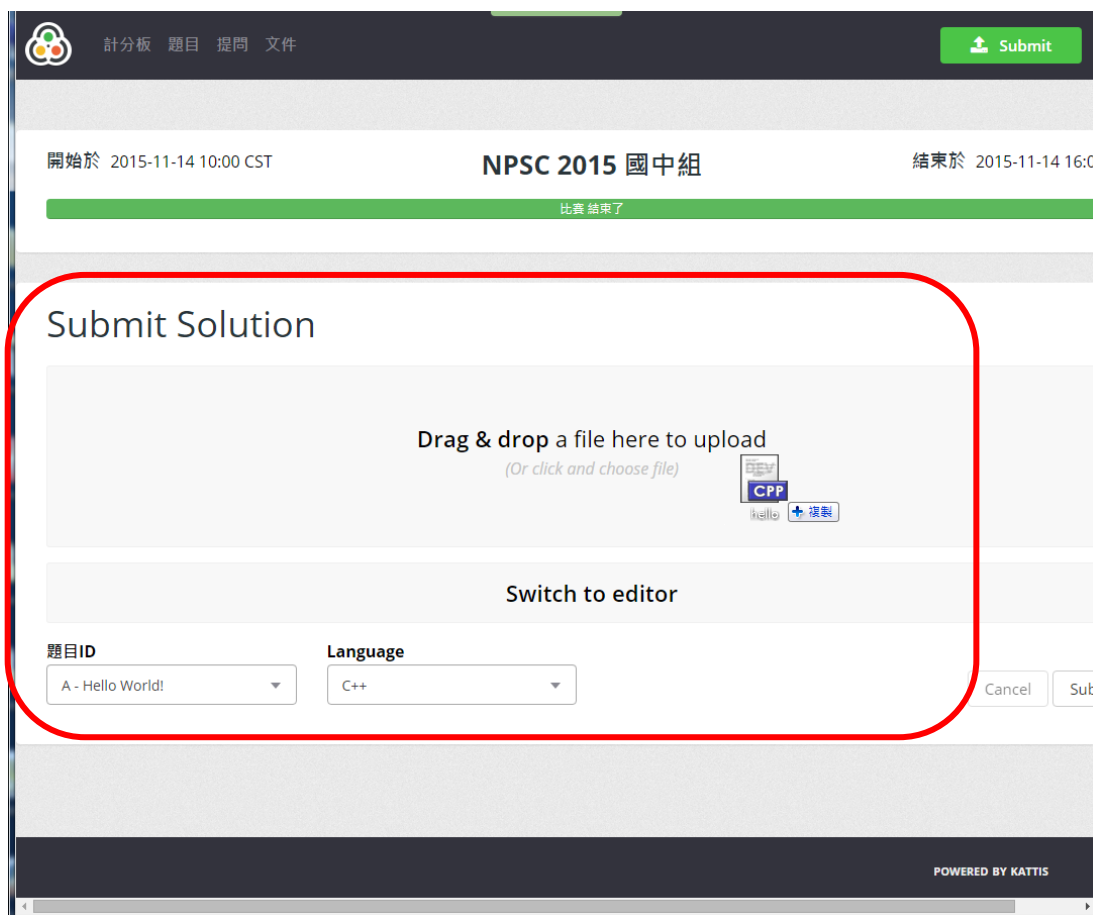 計分板 題目 提問 文件 Submit
開始於 2015-11-14 10:00 CST NPSC 2015 國中組 結束於 2015-11-14 16:0
比賽 結束了
Submit Solution
Drag & drop a file here to upload
(Or click and choose file)
DEV
CPP
hello 複製
Switch to editor
題目ID Language
A - Hello World! C++ Cancel Sub
POWERED BY KATTIS